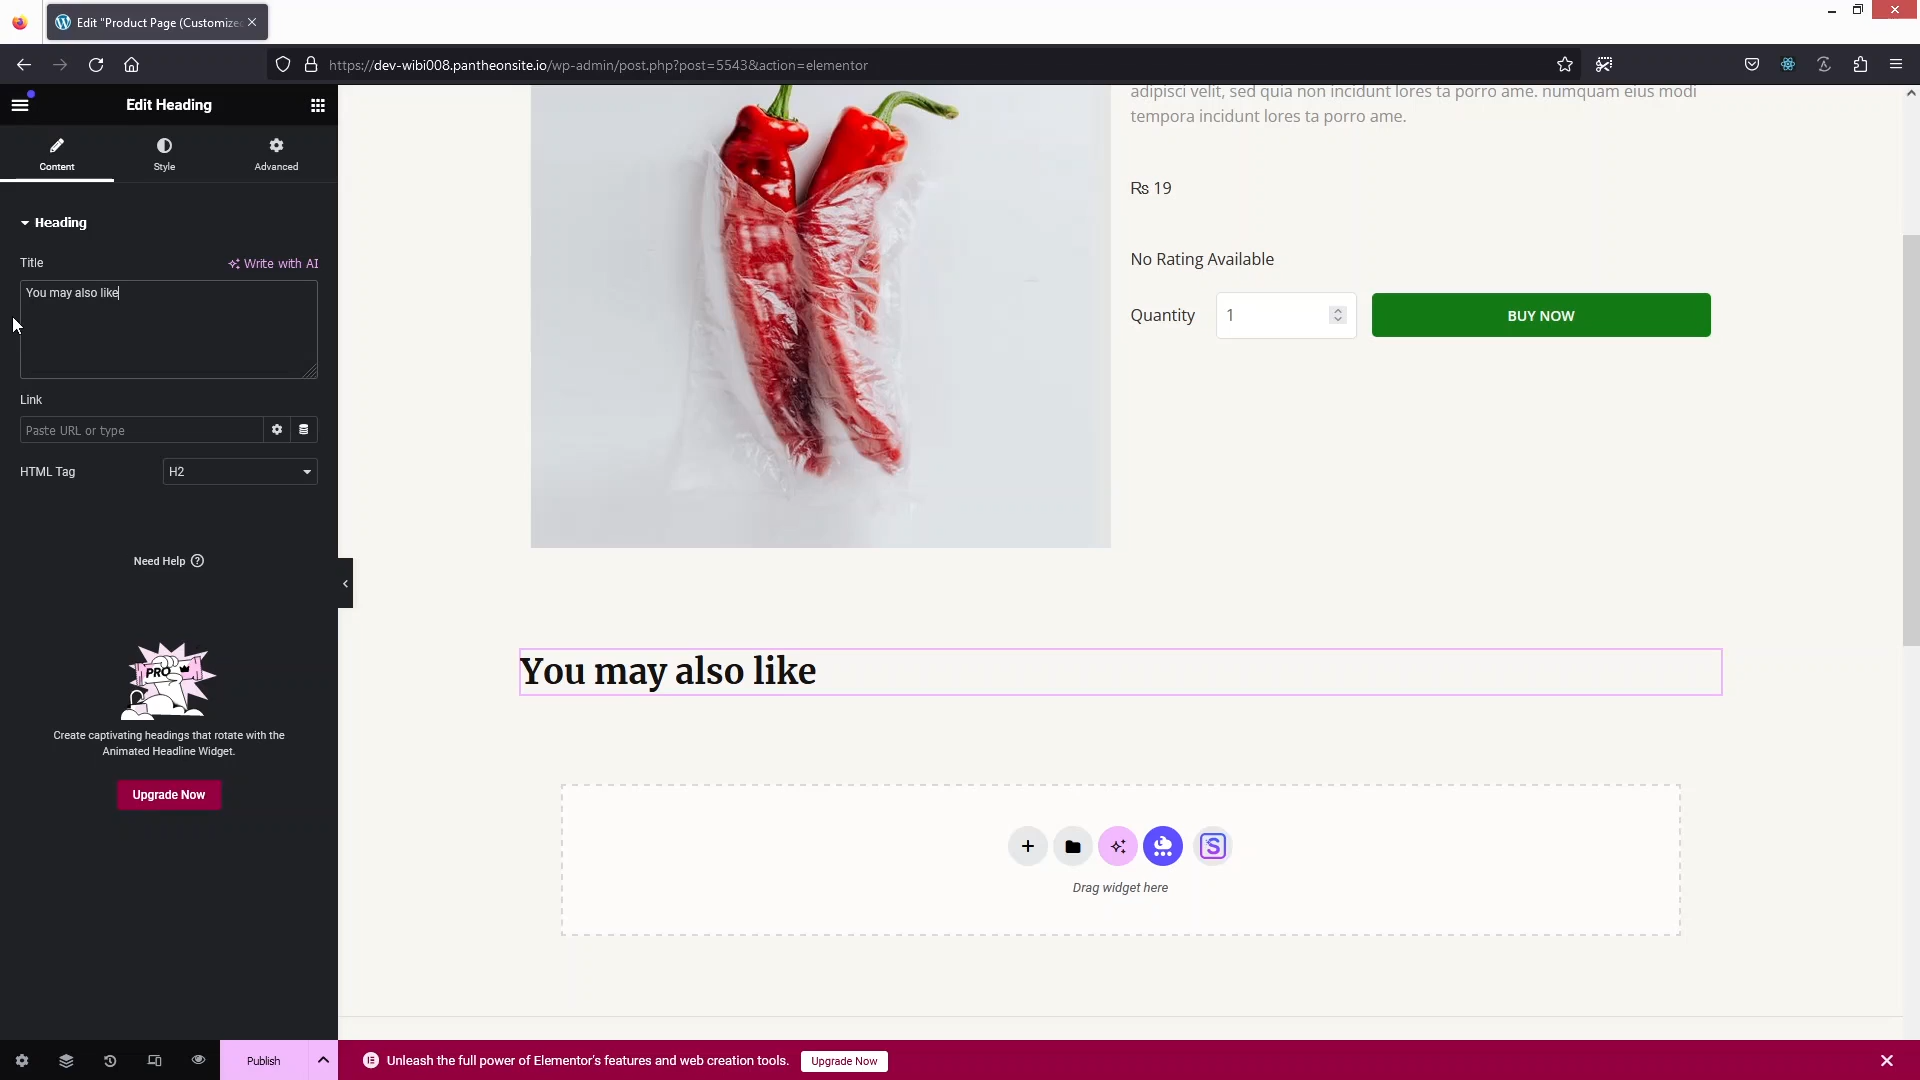 Edit "Product Page (Customize
https://dev-wibi008.pantheonsite.io/wp-admin/post.php?post=5543&action=elementor
Edit Heading
Content
Style
Advanced
Heading
Title
Write with AI
You may also like
Link
Paste URL or type
HTML Tag
H2
Need Help
PRO
Create captivating headings that rotate with the
Animated Headline Widget.
Upgrade Now
Publish
adipisci velit, sed quia non incidunt lores ta porro ame. numquam eius modi
tempora incidunt lores ta porro ame.
₨ 19
No Rating Available
Quantity
1
BUY NOW
You may also like
Drag widget here
Unleash the full power of Elementor's features and web creation tools.
Upgrade Now